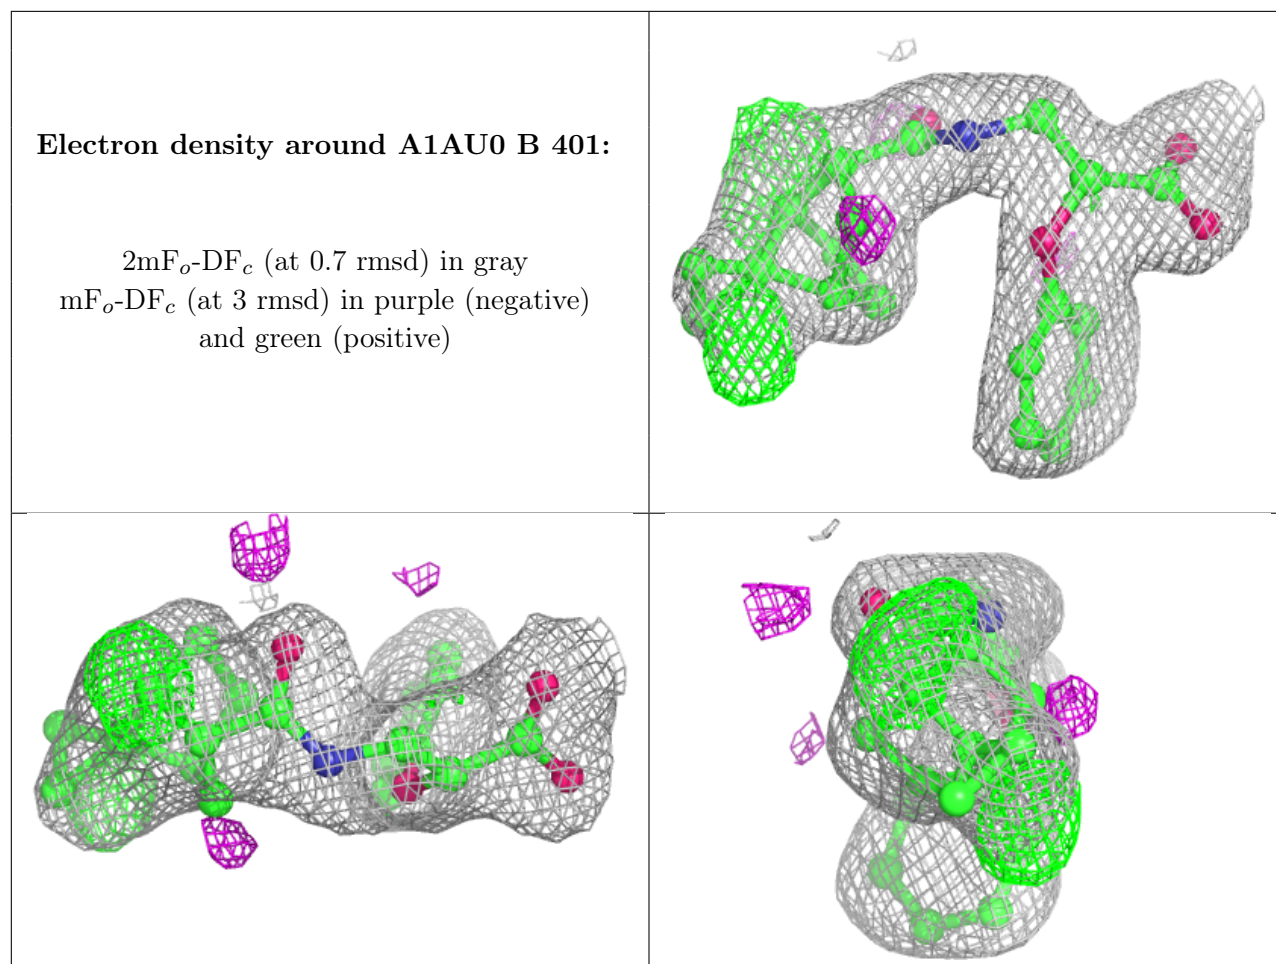 Electron density around A1AU0 B 401:
2mFₒ-DF𝒸 (at 0.7 rmsd) in gray
mFₒ-DF𝒸 (at 3 rmsd) in purple (negative)
and green (positive)